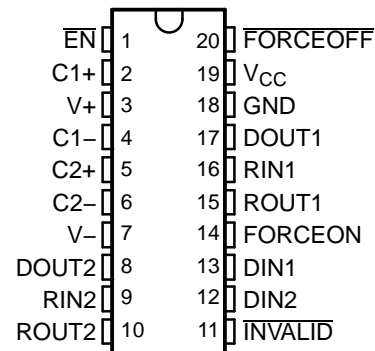 EN 1 20 FORCEOFF
C1+ 2 19 VCC
V+ 3 18 GND
C1− 4 17 DOUT1
C2+ 5 16 RIN1
C2− 6 15 ROUT1
V− 7 14 FORCEON
DOUT2 8 13 DIN1
RIN2 9 12 DIN2
ROUT2 10 11 INVALID